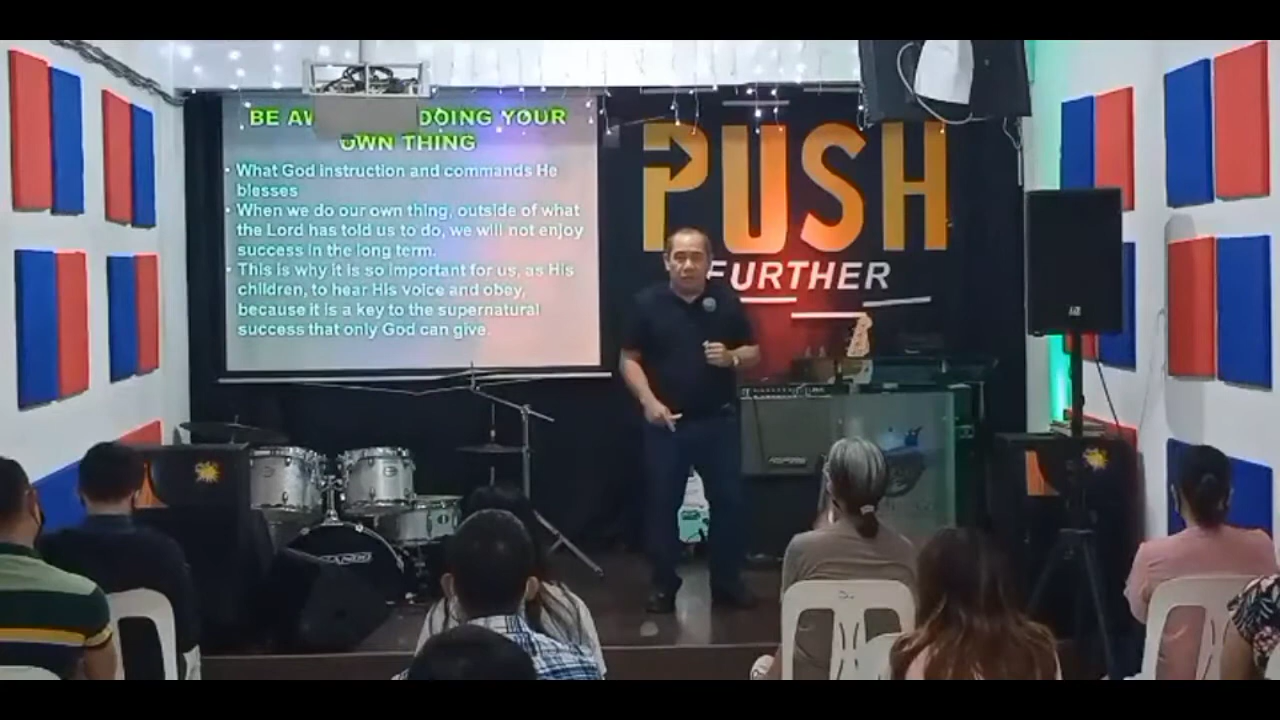 BE AW DOING YOUR
OWN THING
• What God instruction and commands He
blesses
• When we do our own thing, outside of what
the Lord has told us to do, we will not enjoy
success in the long term.
• This is why it is so important for us, as His
children, to hear His voice and obey,
because it is a key to the supernatural
success that only God can give.
PUSH
FURTHER